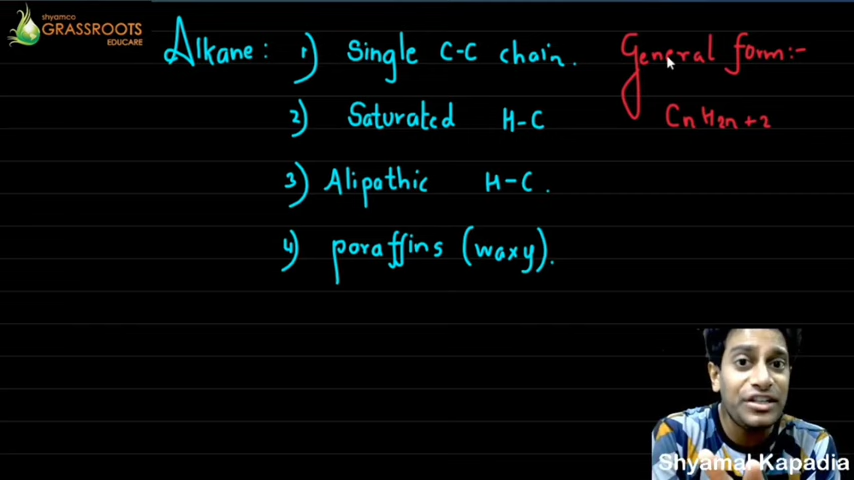 shyamco
GRASSROOTS
EDUCARE
Alkane: 1) Single C-C chain. General form:-
2) Saturated H-C CnH2n+2
3) Alipathic H-C.
4) poraffins (waxy).
Shyamal Kapadia